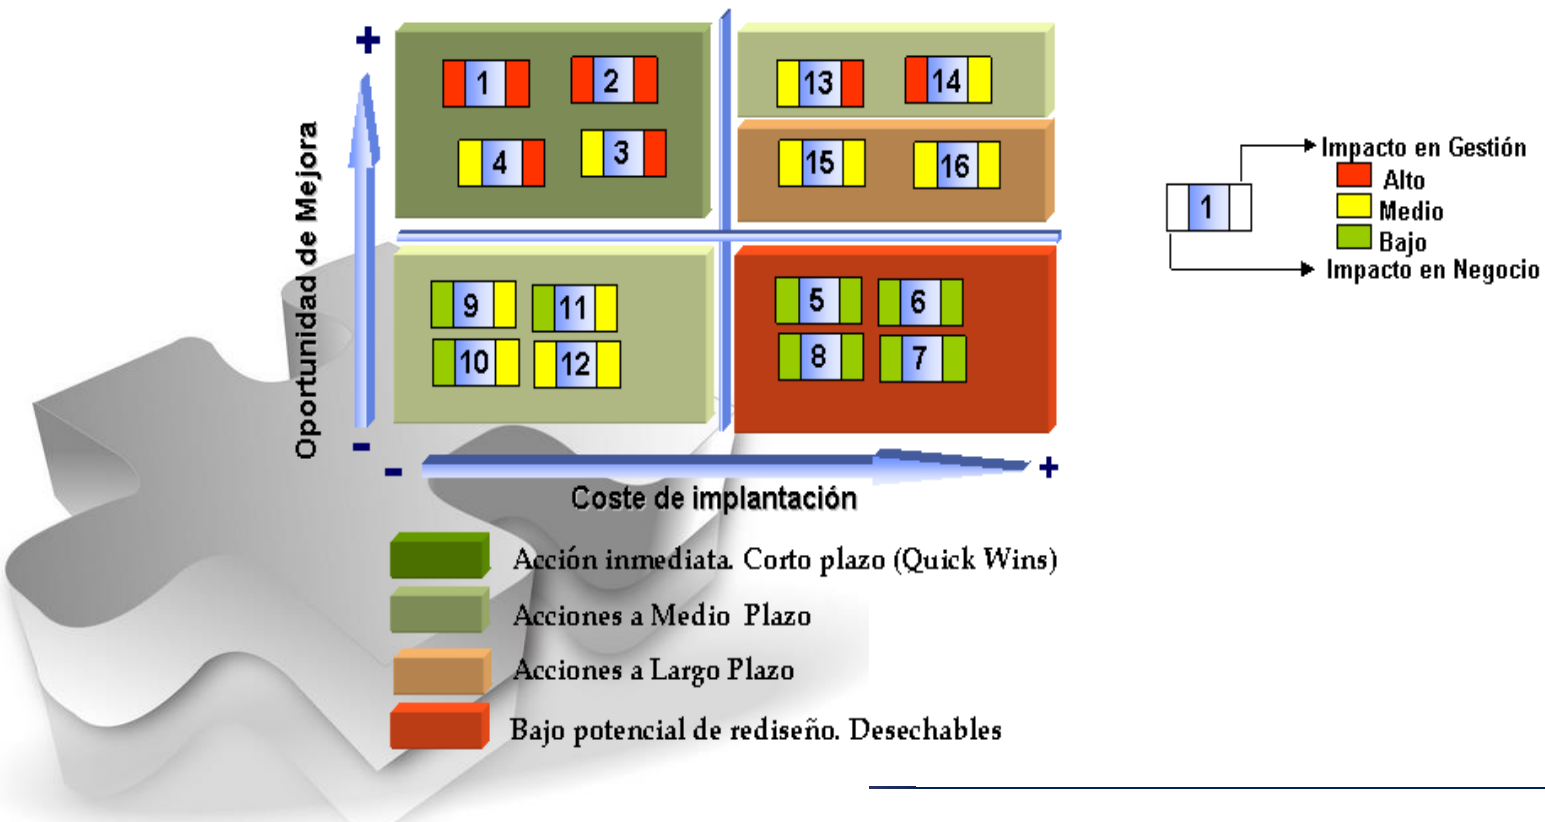 +
Oportunidad de Mejora
-
1
2
4
3
13
14
15
16
9
11
10
12
5
6
8
7
-
+
Coste de implantación
1
Impacto en Gestión
Alto
Medio
Bajo
Impacto en Negocio
Acción inmediata. Corto plazo (Quick Wins)
Acciones a Medio Plazo
Acciones a Largo Plazo
Bajo potencial de rediseño. Desechables